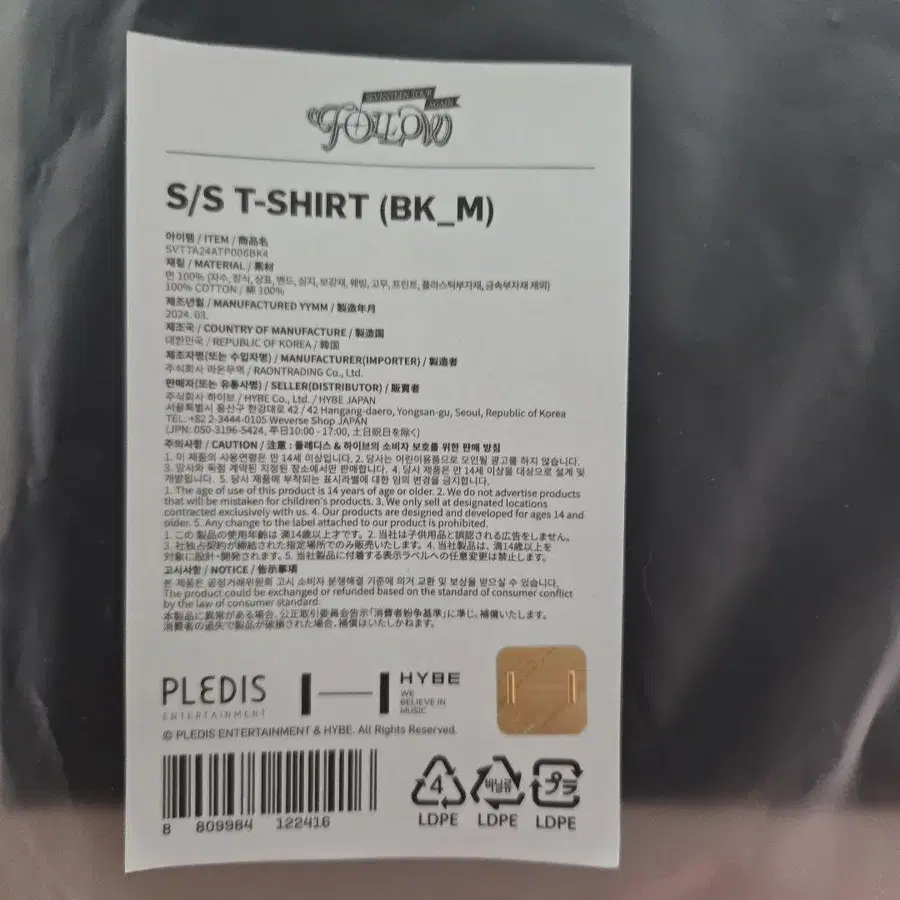 SEVENTEEN TOUR
AGAIN
FOLLOW
S/S T-SHIRT (BK_M)
아이템 / ITEM / 商品名
SVTTA24ATP006BK4
재질 / MATERIAL / 素材
면 100% (자수, 장식, 상표, 밴드, 심지, 보강재, 웨빙, 고무, 프린트, 플라스틱부자재, 금속부자재 제외)
100% COTTON / 綿 100%
제조년월 / MANUFACTURED YYMM / 製造年月
2024. 03.
제조국 / COUNTRY OF MANUFACTURE / 製造国
대한민국 / REPUBLIC OF KOREA / 韓国
제조자명(또는 수입자명) / MANUFACTURER(IMPORTER) / 製造者
주식회사 라온무역 / RAONTRADING Co., Ltd.
판매자(또는 유통사명) / SELLER(DISTRIBUTOR) / 販賣者
주식회사 하이브 / HYBE Co., Ltd. / HYBE JAPAN
서울특별시 용산구 한강대로 42 / 42 Hangang-daero, Yongsan-gu, Seoul, Republic of Korea
TEL. +82 2-3444-0105 Weverse Shop JAPAN
(JPN: 050-3196-5424, 平日10:00 - 17:00, 土日祝日を除く)
주의사항 / CAUTION / 注意 : 플레디스 & 하이브의 소비자 보호를 위한 판매 방침
1. 이 제품의 사용연령은 만 14세 이상입니다. 2. 당사는 어린이용품으로 오인될 광고를 하지 않습니다.
3. 당사와 독점 계약된 지정된 장소에서만 판매합니다. 4. 당사 제품은 만 14세 이상을 대상으로 설계 및
개발됩니다. 5. 당사 제품에 부착되는 표시라벨에 대한 임의 변경을 금지합니다.
1. The age of use of this product is 14 years of age or older. 2. We do not advertise products
that will be mistaken for children's products. 3. We only sell at designated locations
contracted exclusively with us. 4. Our products are designed and developed for ages 14 and
older. 5. Any change to the label attached to our product is prohibited.
1. この製品の使用年齢は 満14歳以上才です。2. 当社は子供用品と誤認される広告をしません。
3. 社独占契約が締結された指定場所でのみ販売いたします。4. 当社製品は、満14歳以上を
対象に設計·開発されます。5. 当社製品に付着する表示ラベルへの任意変更は禁止します。
고시사항 / NOTICE / 告示事項
본 제품은 공정거래위원회 고시 소비자 분쟁해결 기준에 의거 교환 및 보상을 받으실 수 있습니다.
The product could be exchanged or refunded based on the standard of consumer conflict
by the law of consumer standard.
本製品に異常がある場合、公正取引委員会告示「消費者紛争基準」に準じ、補償いたします。
消費者の過失で製品が破損された場合、補償はいたしかねます。
PLEDIS
ENTERTAINMENT
HYBE
WE
BELIEVE IN
MUSIC
© PLEDIS ENTERTAINMENT & HYBE. All Rights Reserved.
8 809984 122416
4
LDPE
비닐류
LDPE
プラ
LDPE